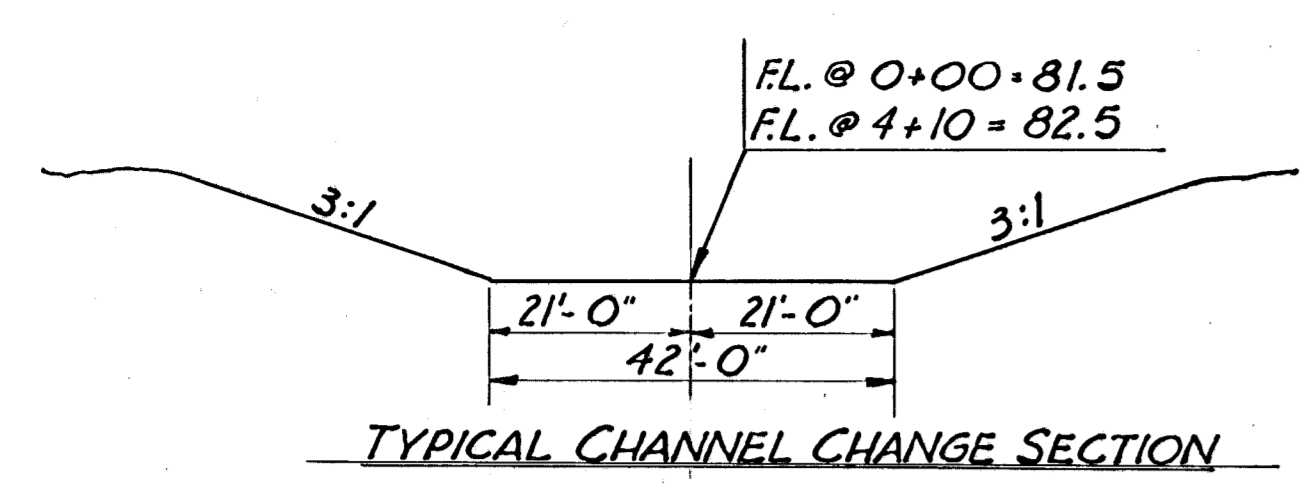 F.L. @ 0+00 = 81.5
F.L. @ 4+10 = 82.5
3:1
3:1
21'-0"
21'-0"
42'-0"
TYPICAL CHANNEL CHANGE SECTION